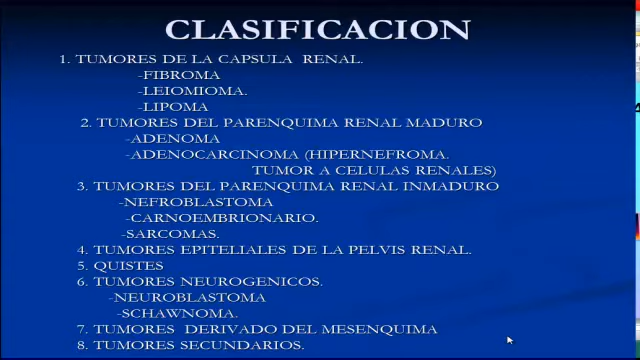 CLASIFICACION
1. TUMORES DE LA CAPSULA RENAL.
-FIBROMA
-LEIOMIOMA.
-LIPOMA
2. TUMORES DEL PARENQUIMA RENAL MADURO
-ADENOMA
-ADENOCARCINOMA (HIPERNEFROMA.
TUMOR A CELULAS RENALES)
3. TUMORES DEL PARENQUIMA RENAL INMADURO
-NEFROBLASTOMA
-CARNOEMBRIONARIO.
-SARCOMAS.
4. TUMORES EPITELIALES DE LA PELVIS RENAL.
5. QUISTES
6. TUMORES NEUROGENICOS.
-NEUROBLASTOMA
-SCHAWNOMA.
7. TUMORES DERIVADO DEL MESENQUIMA
8. TUMORES SECUNDARIOS.